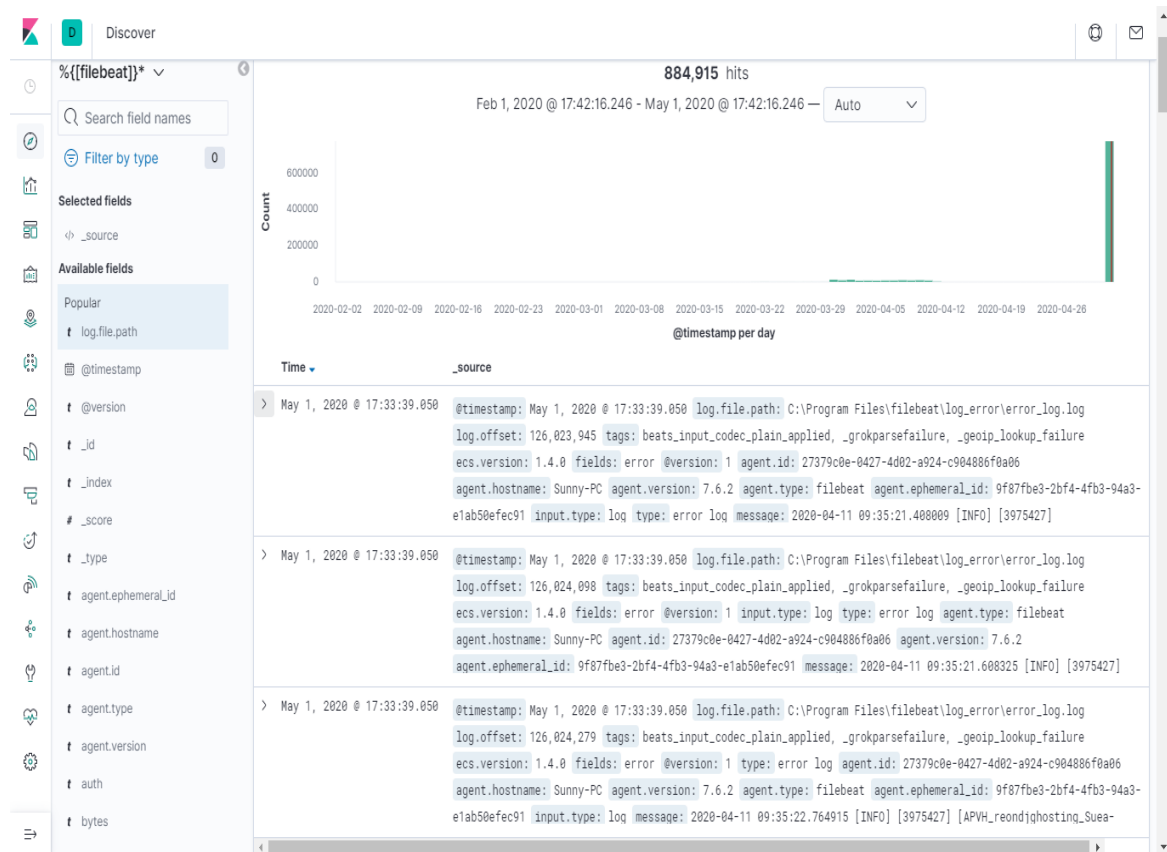 D Discover
%{[filebeat]}*
Search field names
Filter by type 0
Selected fields
_source
Available fields
Popular
t log.file.path
@timestamp
t @version
t _id
t _index
# _score
t _type
t agent.ephemeral_id
t agent.hostname
t agent.id
t agent.type
t agent.version
t auth
t bytes
884,915 hits
Feb 1, 2020 @ 17:42:16.246 - May 1, 2020 @ 17:42:16.246 — Auto
Count
600000
400000
200000
0
2020-02-02 2020-02-09 2020-02-16 2020-02-23 2020-03-01 2020-03-08 2020-03-15 2020-03-22 2020-03-29 2020-04-05 2020-04-12 2020-04-19 2020-04-26
@timestamp per day
Time _source
May 1, 2020 @ 17:33:39.050 @timestamp: May 1, 2020 @ 17:33:39.050 log.file.path: C:\Program Files\filebeat\log_error\error_log.log
log.offset: 126,023,945 tags: beats_input_codec_plain_applied, _grokparsefailure, _geoip_lookup_failure
ecs.version: 1.4.0 fields: error @version: 1 agent.id: 27379c0e-0427-4d02-a924-c904886f0a06
agent.hostname: Sunny-PC agent.version: 7.6.2 agent.type: filebeat agent.ephemeral_id: 9f87fbe3-2bf4-4fb3-94a3-
e1ab50efec91 input.type: log type: error log message: 2020-04-11 09:35:21.408009 [INFO] [3975427]
May 1, 2020 @ 17:33:39.050 @timestamp: May 1, 2020 @ 17:33:39.050 log.file.path: C:\Program Files\filebeat\log_error\error_log.log
log.offset: 126,024,098 tags: beats_input_codec_plain_applied, _grokparsefailure, _geoip_lookup_failure
ecs.version: 1.4.0 fields: error @version: 1 input.type: log type: error log agent.type: filebeat
agent.hostname: Sunny-PC agent.id: 27379c0e-0427-4d02-a924-c904886f0a06 agent.version: 7.6.2
agent.ephemeral_id: 9f87fbe3-2bf4-4fb3-94a3-e1ab50efec91 message: 2020-04-11 09:35:21.608325 [INFO] [3975427]
May 1, 2020 @ 17:33:39.050 @timestamp: May 1, 2020 @ 17:33:39.050 log.file.path: C:\Program Files\filebeat\log_error\error_log.log
log.offset: 126,024,279 tags: beats_input_codec_plain_applied, _grokparsefailure, _geoip_lookup_failure
ecs.version: 1.4.0 fields: error @version: 1 type: error log agent.id: 27379c0e-0427-4d02-a924-c904886f0a06
agent.hostname: Sunny-PC agent.version: 7.6.2 agent.type: filebeat agent.ephemeral_id: 9f87fbe3-2bf4-4fb3-94a3-
e1ab50efec91 input.type: log message: 2020-04-11 09:35:22.764915 [INFO] [3975427] [APVH_reondjghosting_Suea-